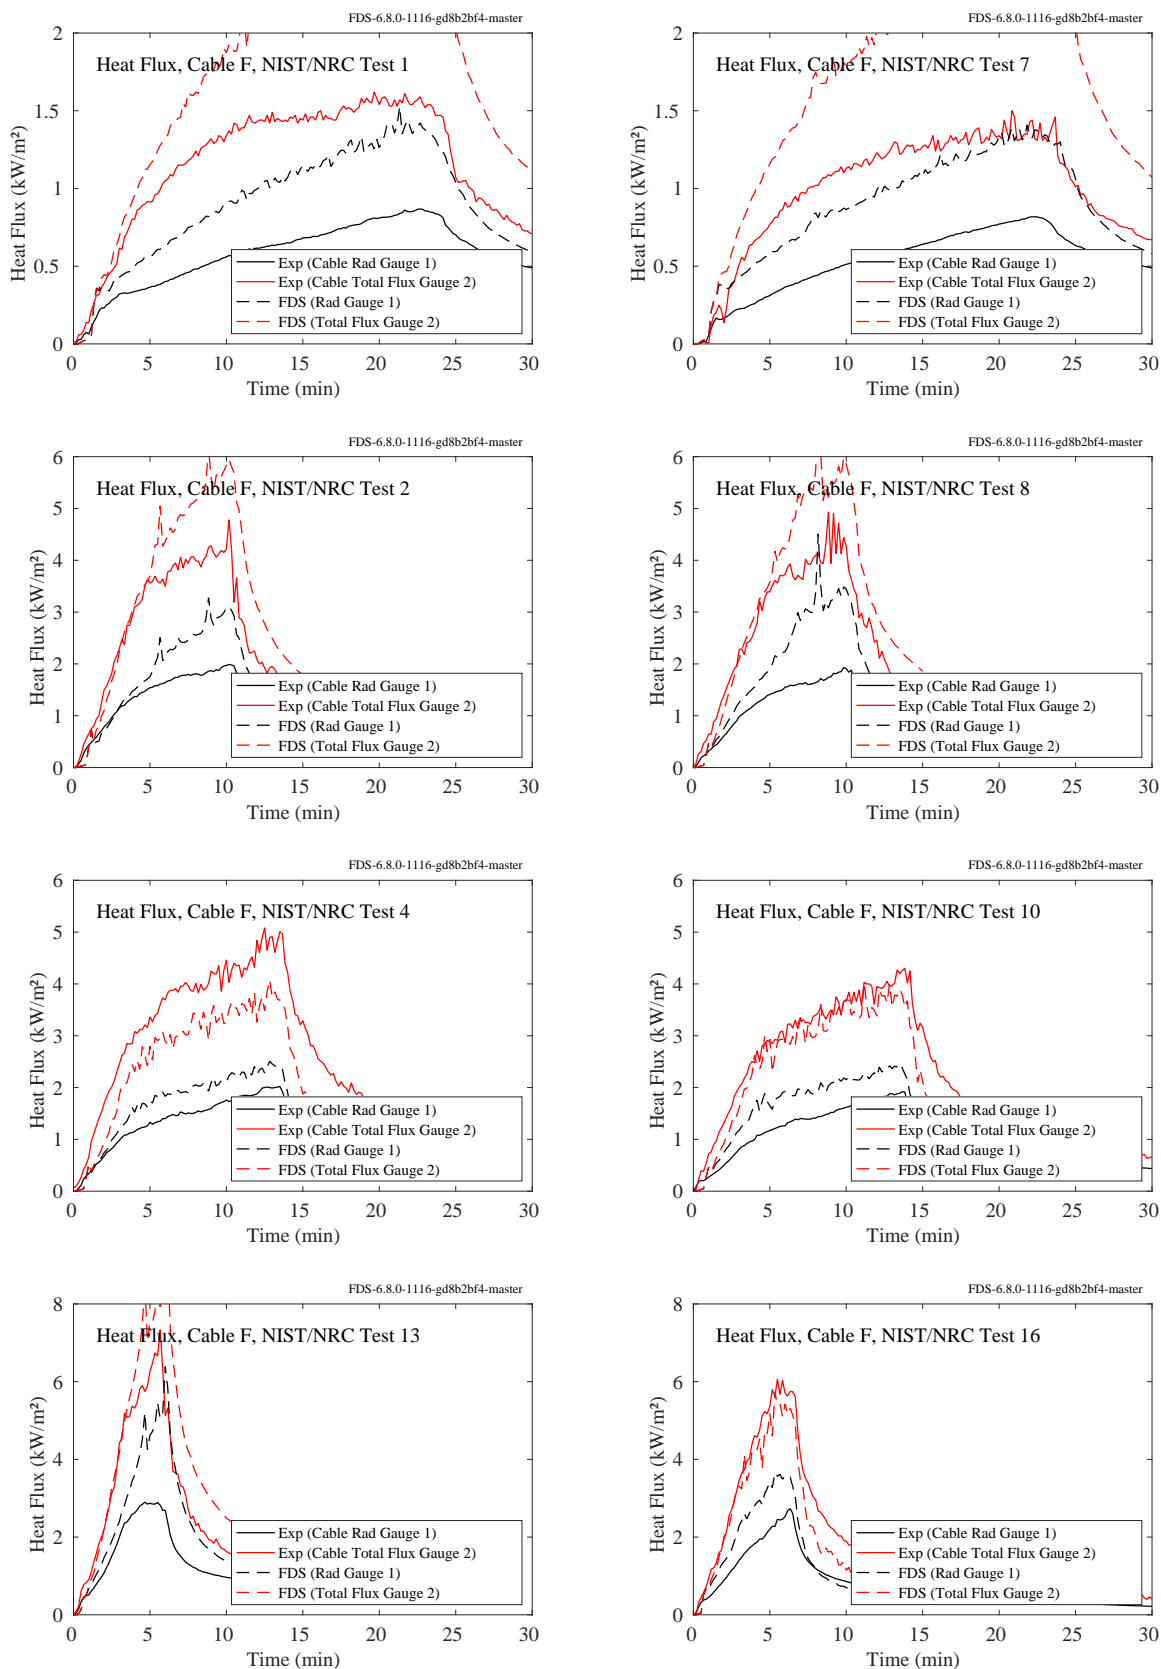 FDS-6.8.0-1116-gd8b2bf4-master
Heat Flux, Cable F, NIST/NRC Test 1
Heat Flux (kW/m²)
2
1.5
1
0.5
0
Exp (Cable Rad Gauge 1)
Exp (Cable Total Flux Gauge 2)
FDS (Rad Gauge 1)
FDS (Total Flux Gauge 2)
0 5 10 15 20 25 30
Time (min)
FDS-6.8.0-1116-gd8b2bf4-master
Heat Flux, Cable F, NIST/NRC Test 7
Heat Flux (kW/m²)
2
1.5
1
0.5
0
Exp (Cable Rad Gauge 1)
Exp (Cable Total Flux Gauge 2)
FDS (Rad Gauge 1)
FDS (Total Flux Gauge 2)
0 5 10 15 20 25 30
Time (min)
FDS-6.8.0-1116-gd8b2bf4-master
Heat Flux, Cable F, NIST/NRC Test 2
Heat Flux (kW/m²)
6
5
4
3
2
1
0
Exp (Cable Rad Gauge 1)
Exp (Cable Total Flux Gauge 2)
FDS (Rad Gauge 1)
FDS (Total Flux Gauge 2)
0 5 10 15 20 25 30
Time (min)
FDS-6.8.0-1116-gd8b2bf4-master
Heat Flux, Cable F, NIST/NRC Test 8
Heat Flux (kW/m²)
6
5
4
3
2
1
0
Exp (Cable Rad Gauge 1)
Exp (Cable Total Flux Gauge 2)
FDS (Rad Gauge 1)
FDS (Total Flux Gauge 2)
0 5 10 15 20 25 30
Time (min)
FDS-6.8.0-1116-gd8b2bf4-master
Heat Flux, Cable F, NIST/NRC Test 4
Heat Flux (kW/m²)
6
5
4
3
2
1
0
Exp (Cable Rad Gauge 1)
Exp (Cable Total Flux Gauge 2)
FDS (Rad Gauge 1)
FDS (Total Flux Gauge 2)
0 5 10 15 20 25 30
Time (min)
FDS-6.8.0-1116-gd8b2bf4-master
Heat Flux, Cable F, NIST/NRC Test 10
Heat Flux (kW/m²)
6
5
4
3
2
1
0
Exp (Cable Rad Gauge 1)
Exp (Cable Total Flux Gauge 2)
FDS (Rad Gauge 1)
FDS (Total Flux Gauge 2)
0 5 10 15 20 25 30
Time (min)
FDS-6.8.0-1116-gd8b2bf4-master
Heat Flux, Cable F, NIST/NRC Test 13
Heat Flux (kW/m²)
8
6
4
2
0
Exp (Cable Rad Gauge 1)
Exp (Cable Total Flux Gauge 2)
FDS (Rad Gauge 1)
FDS (Total Flux Gauge 2)
0 5 10 15 20 25 30
Time (min)
FDS-6.8.0-1116-gd8b2bf4-master
Heat Flux, Cable F, NIST/NRC Test 16
Heat Flux (kW/m²)
8
6
4
2
0
Exp (Cable Rad Gauge 1)
Exp (Cable Total Flux Gauge 2)
FDS (Rad Gauge 1)
FDS (Total Flux Gauge 2)
0 5 10 15 20 25 30
Time (min)